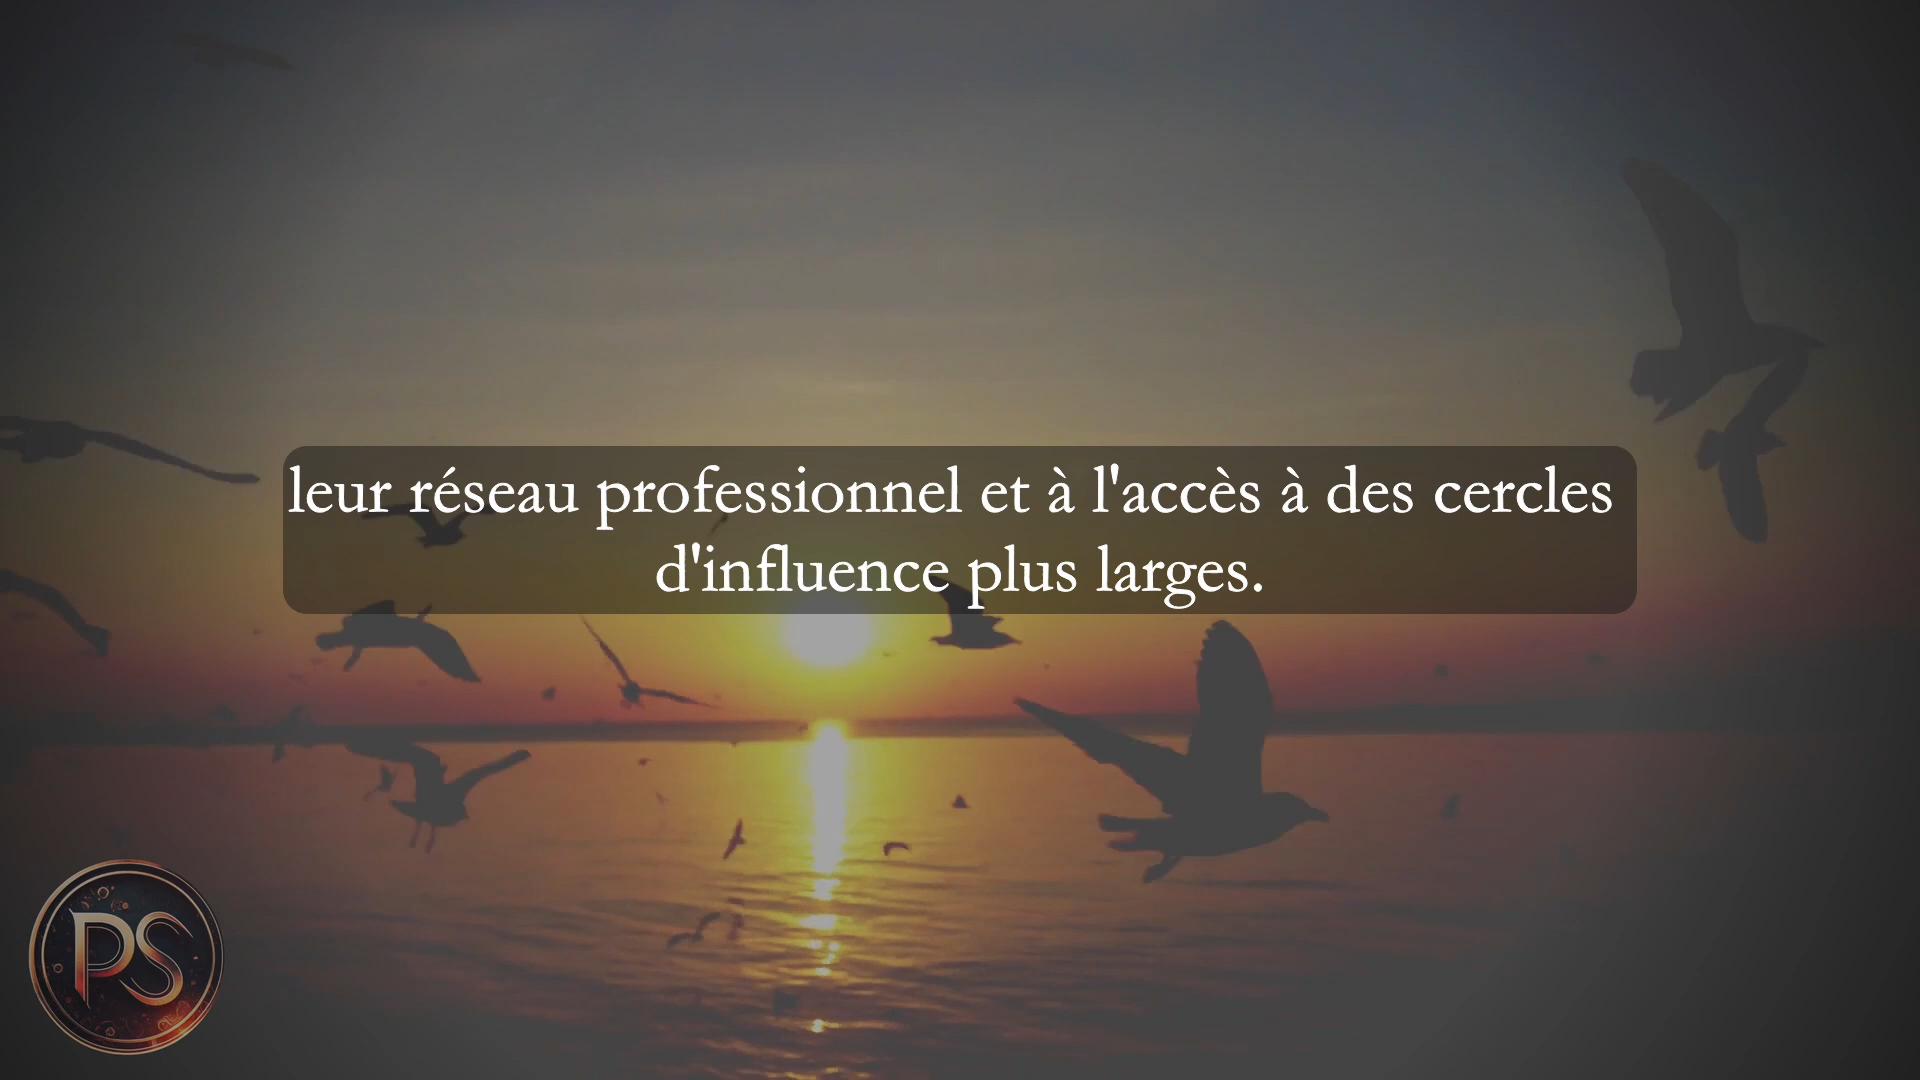 leur réseau professionnel et à l'accès à des cercles
d'influence plus larges.
PS